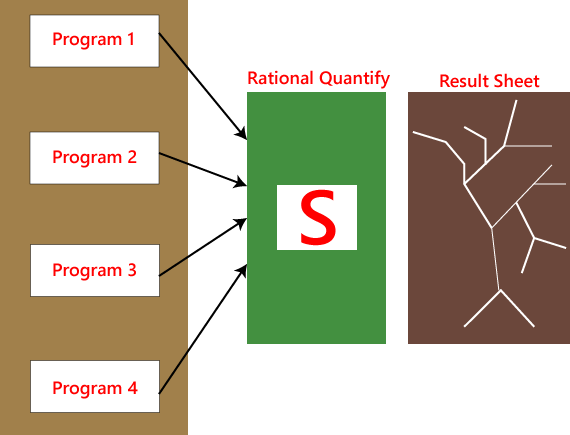 Program 1
Program 2
Program 3
Program 4
Rational Quantify
S
Result Sheet